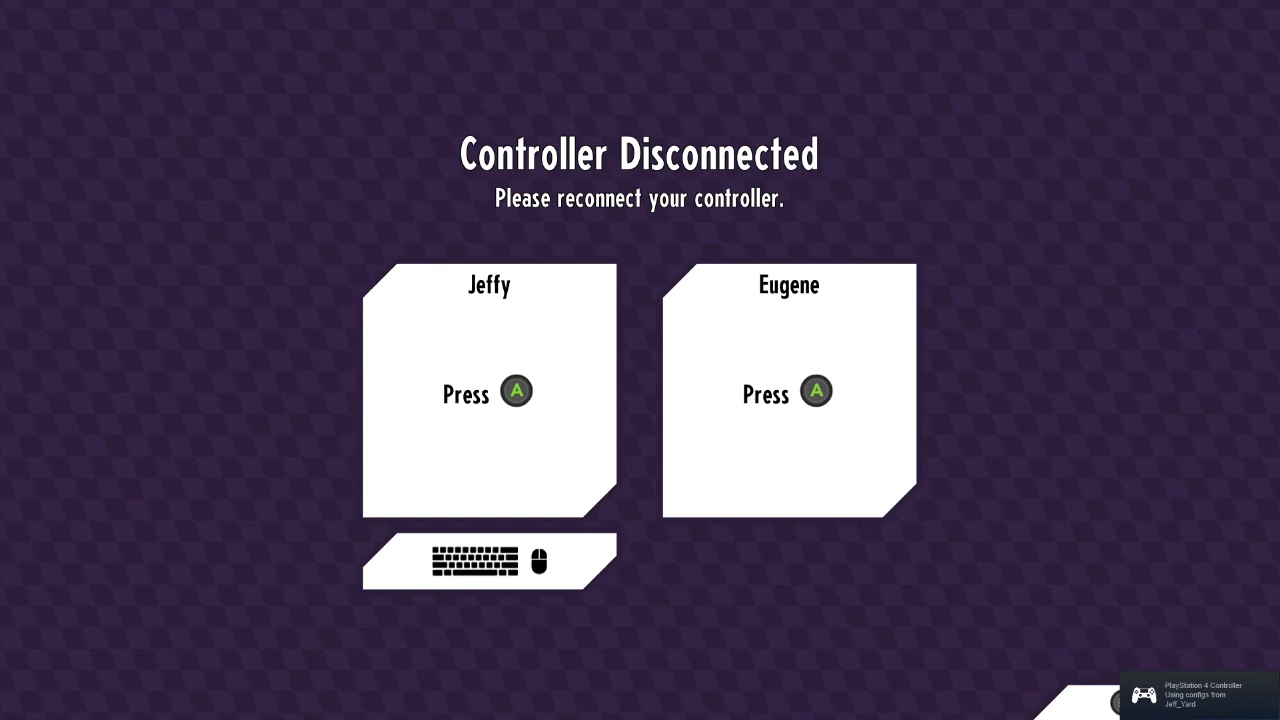 Controller Disconnected
Please reconnect your controller.
Jeffy
Eugene
Press A
Press A
PlayStation 4 Controller
Using configs from
Jeff_Yard